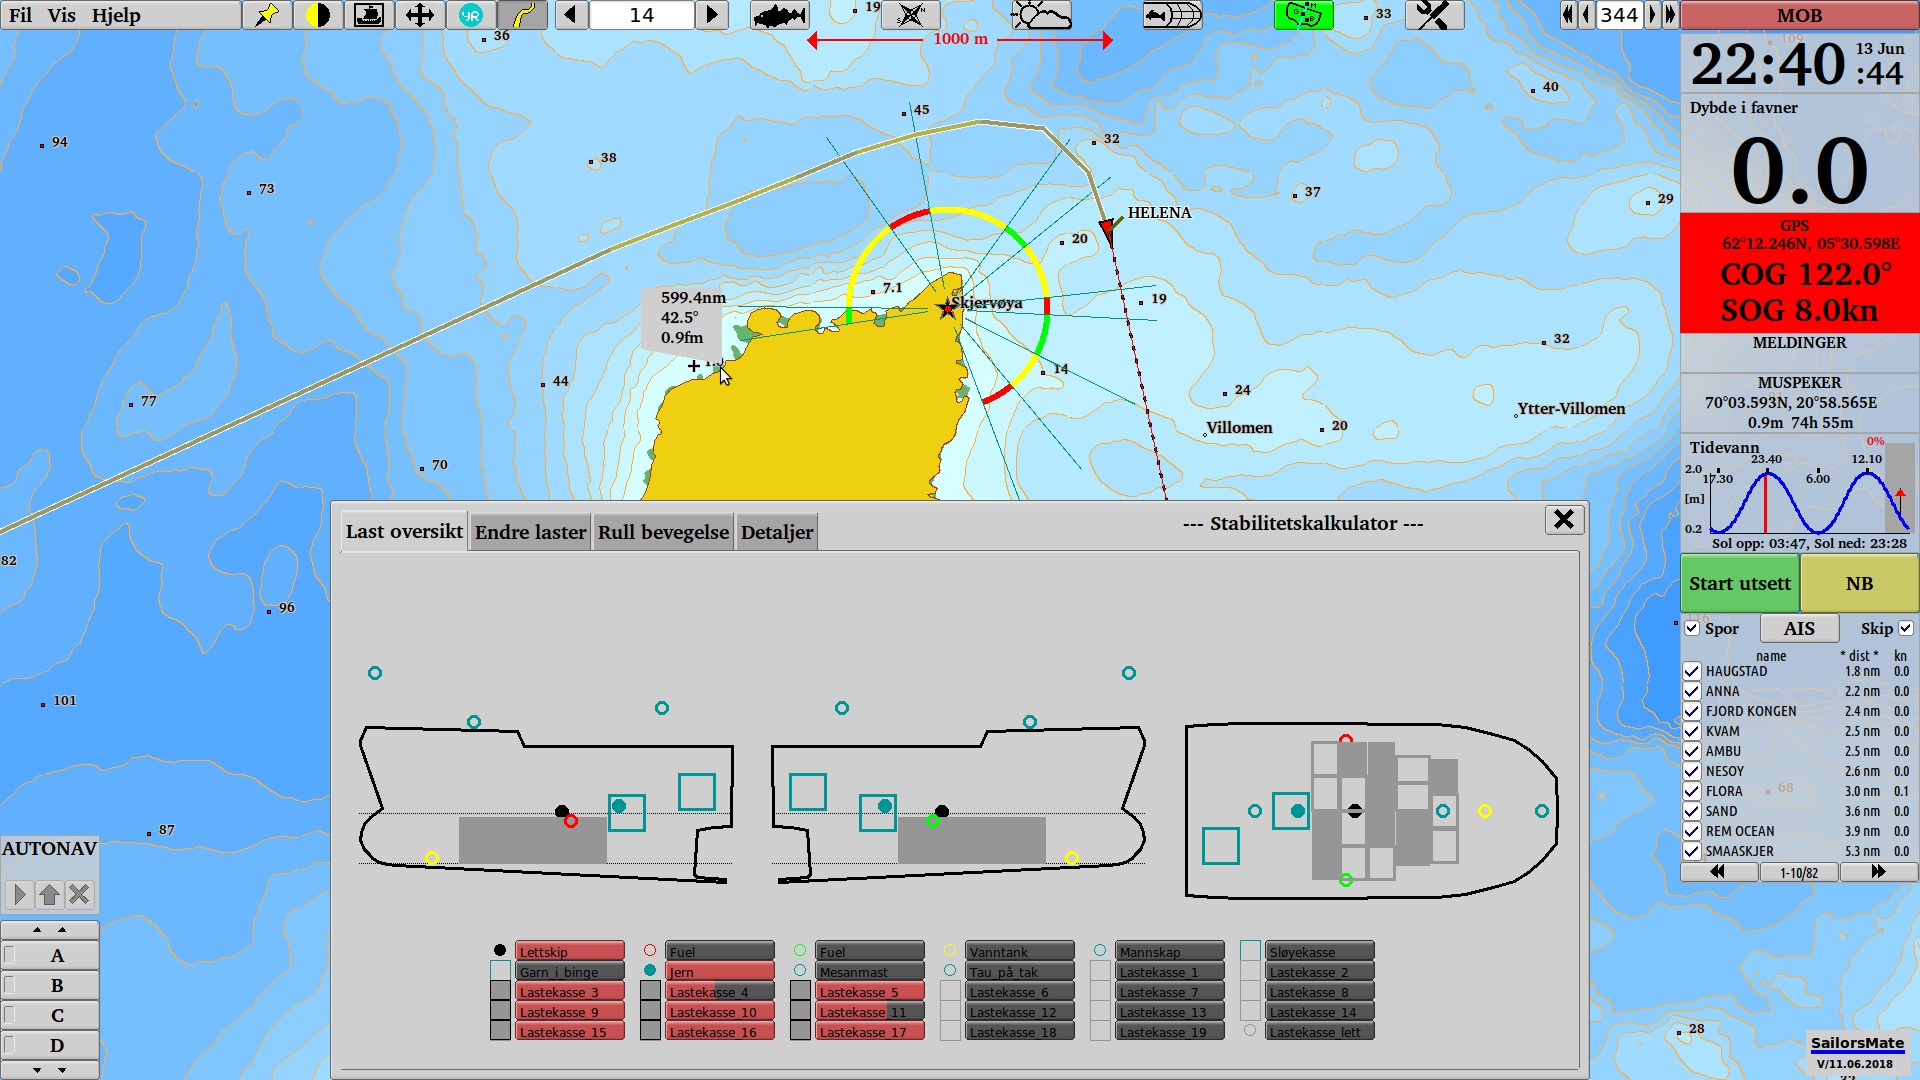 Fil Vis Hjelp
YR
14
344
MOB
1000 m
22:40
13 Jun
:44
Dybde i favner
0.0
GPS
62°12.246N, 05°30.598E
COG 122.0°
SOG 8.0kn
MELDINGER
MUSPEKER
70°03.593N, 20°58.565E
0.9m 74h 55m
Tidevann
0%
23.40 12.10
2.0
17.30 6.00
[m]
0.2
Sol opp: 03:47, Sol ned: 23:28
Start utsett NB
Spor AIS Skip
name * dist * kn
HAUGSTAD 1.8 nm 0.0
ANNA 2.2 nm 0.0
FJORD KONGEN 2.4 nm 0.0
KVAM 2.5 nm 0.0
AMBU 2.5 nm 0.0
NESOY 2.6 nm 0.0
FLORA 3.0 nm 0.1
SAND 3.6 nm 0.0
REM OCEAN 3.9 nm 0.0
SMAASKJER 5.3 nm 0.0
1-10/82
SailorsMate
V/11.06.2018
19
33
36
109
40
45
94
38
32
73
37
29
HELENA
20
7.1
599.4nm
42.5°
0.9fm
Skjervøya
19
32
14
44
24
77
Ytter-Villomen
Villomen
20
70
82
96
68
101
87
28
AUTONAV
A
B
C
D
--- Stabilitetskalkulator ---
Last oversikt Endre laster Rull bevegelse Detaljer
Lettskip Fuel Fuel Vanntank Mannskap Sløyekasse
Garn_i_binge Jern Mesanmast Tau_på_tak Lastekasse_1 Lastekasse_2
Lastekasse_3 Lastekasse_4 Lastekasse_5 Lastekasse_6 Lastekasse_7 Lastekasse_8
Lastekasse_9 Lastekasse_10 Lastekasse_11 Lastekasse_12 Lastekasse_13 Lastekasse_14
Lastekasse_15 Lastekasse_16 Lastekasse_17 Lastekasse_18 Lastekasse_19 Lastekasse_lett